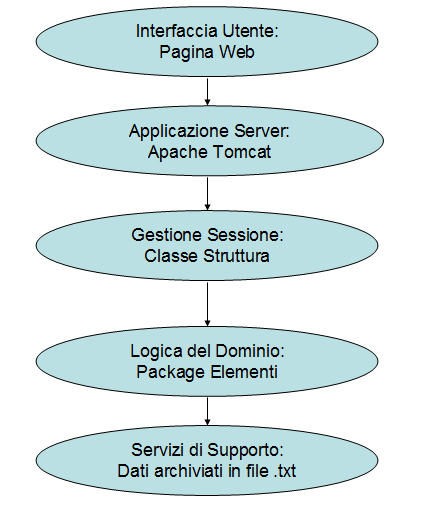 Interfaccia Utente:
Pagina Web
Applicazione Server:
Apache Tomcat
Gestione Sessione:
Classe Struttura
Logica del Dominio:
Package Elementi
Servizi di Supporto:
Dati archiviati in file .txt